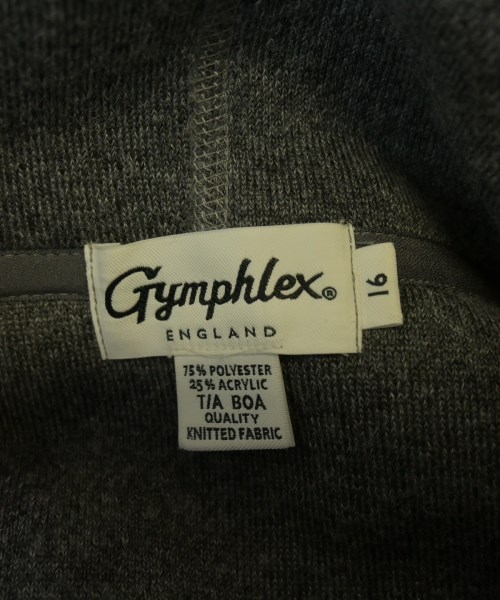 Gymphlex®
ENGLAND
16
75% POLYESTER
25% ACRYLIC
T/A BOA
QUALITY
KNITTED FABRIC